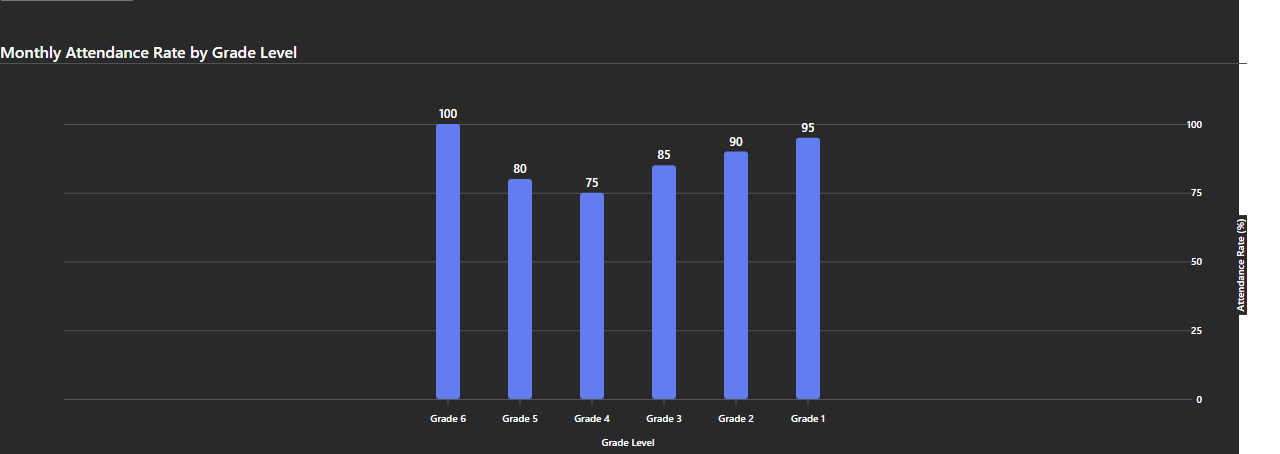 Monthly Attendance Rate by Grade Level
100
80
75
85
90
95
100
75
50
25
0
Attendance Rate (%)
Grade 6
Grade 5
Grade 4
Grade 3
Grade 2
Grade 1
Grade Level